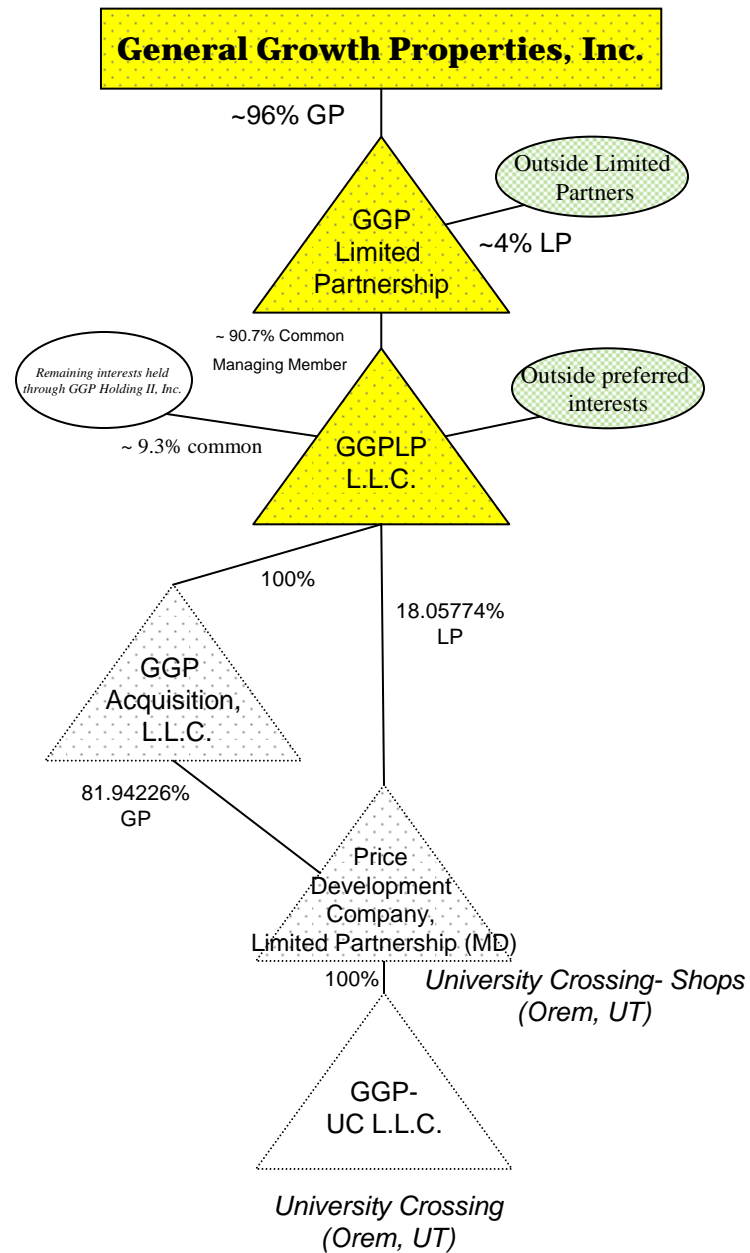 General Growth Properties, Inc.
~96% GP
Outside Limited
Partners
GGP
Limited
Partnership
~4% LP
~ 90.7% Common
Managing Member
Remaining interests held
through GGP Holding II, Inc.
Outside preferred
interests
~ 9.3% common
GGPLP
L.L.C.
100%
18.05774%
LP
GGP
Acquisition,
L.L.C.
81.94226%
GP
Price
Development
Company,
Limited Partnership (MD)
100%
University Crossing- Shops
(Orem, UT)
GGP-
UC L.L.C.
University Crossing
(Orem, UT)